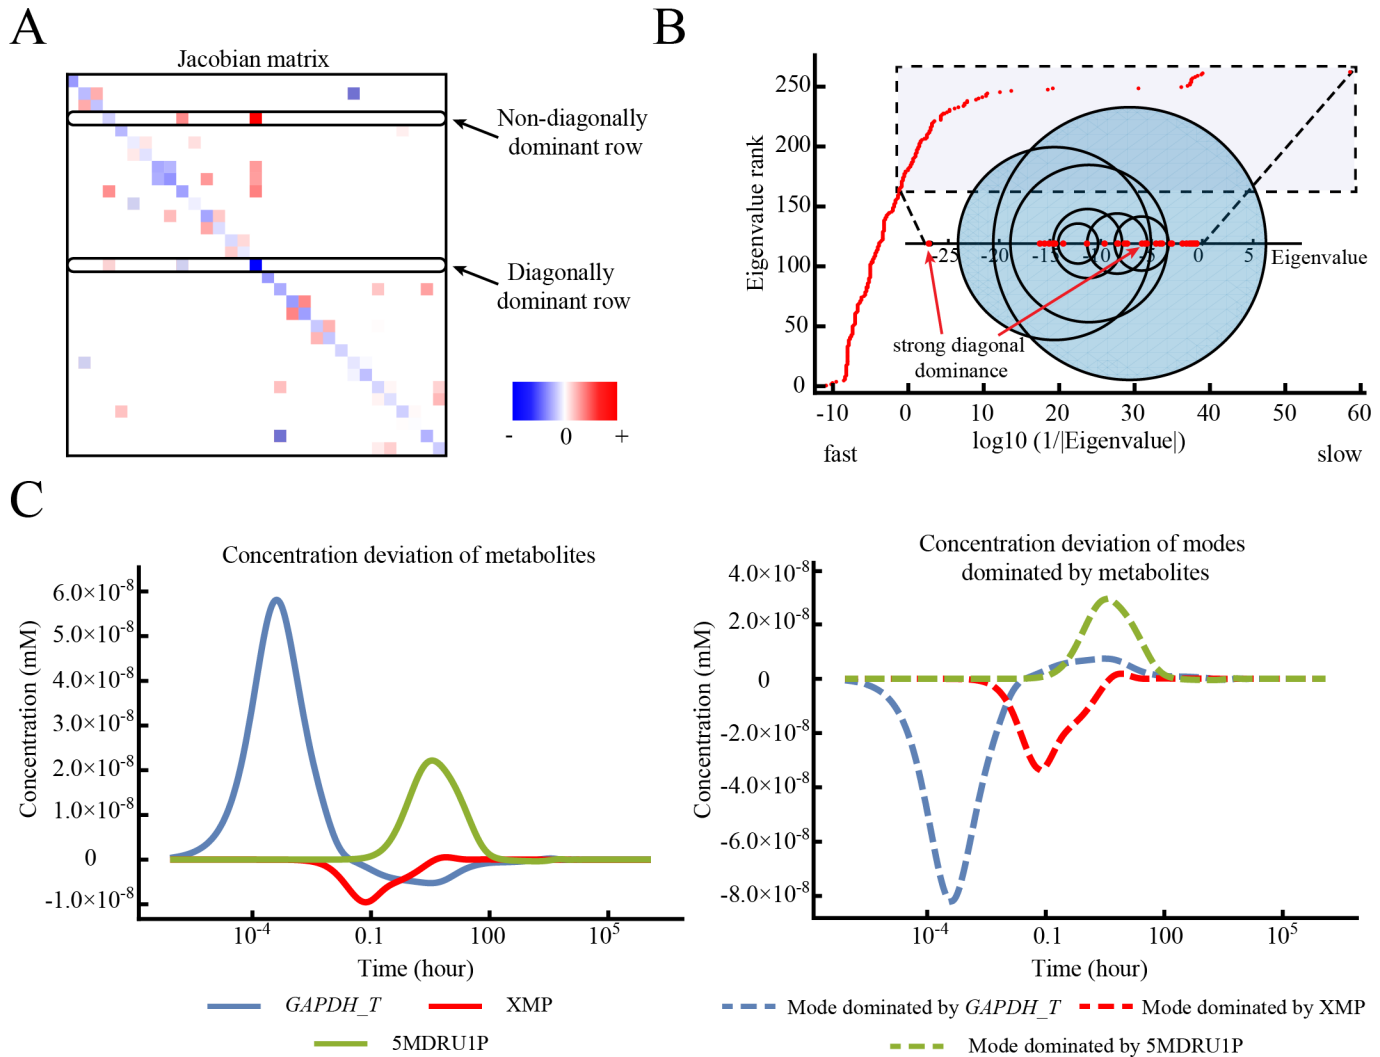 A
Jacobian matrix
Non-diagonally
dominant row
Diagonally
dominant row
- 0 +
B
Eigenvalue rank
250
200
150
100
50
0
-25 -20 -15 -10 -5 0 5 Eigenvalue
strong diagonal
dominance
-10 0 10 20 30 40 50 60
log10 (1/|Eigenvalue|)
fast slow
C
Concentration deviation of metabolites
Concentration (mM)
6.0×10⁻⁸
5.0×10⁻⁸
4.0×10⁻⁸
3.0×10⁻⁸
2.0×10⁻⁸
1.0×10⁻⁸
0
-1.0×10⁻⁸
10⁻⁴ 0.1 100 10⁵
Time (hour)
GAPDH_T XMP
5MDRU1P
Concentration deviation of modes
dominated by metabolites
Concentration (mM)
4.0×10⁻⁸
2.0×10⁻⁸
0
-2.0×10⁻⁸
-4.0×10⁻⁸
-6.0×10⁻⁸
-8.0×10⁻⁸
10⁻⁴ 0.1 100 10⁵
Time (hour)
Mode dominated by GAPDH_T Mode dominated by XMP
Mode dominated by 5MDRU1P